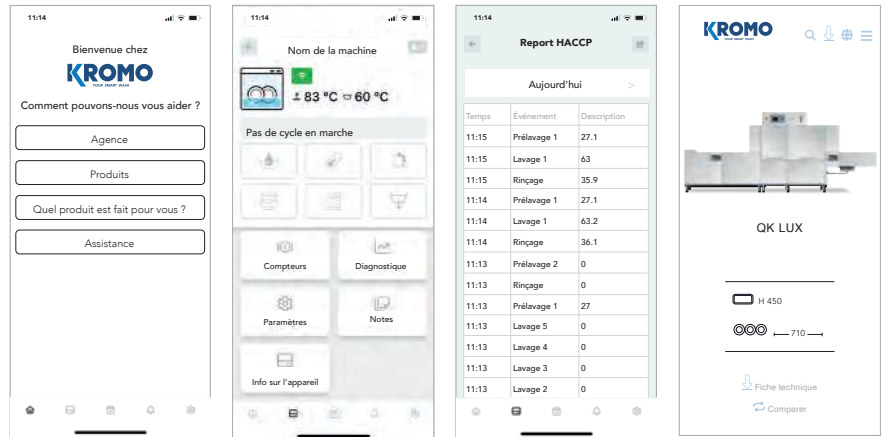 11:14
Bienvenue chez
KROMO
YOUR SMART WASH
Comment pouvons-nous vous aider ?
Agence
Produits
Quel produit est fait pour vous ?
Assistance
11:14
Nom de la machine
83 °C 60 °C
Pas de cycle en marche
Compteurs
Diagnostique
Paramètres
Notes
Info sur l'appareil
11:14
Report HACCP
Aujourd'hui >
Temps Événement Description
11:15 Prélavage 1 27.1
11:15 Lavage 1 63
11:15 Rinçage 35.9
11:14 Prélavage 1 27.1
11:14 Lavage 1 63.2
11:14 Rinçage 36.1
11:13 Prélavage 2 0
11:13 Rinçage 0
11:13 Prélavage 1 27
11:13 Lavage 5 0
11:13 Lavage 4 0
11:13 Lavage 3 0
11:13 Lavage 2 0
KROMO
YOUR SMART WASH
QK LUX
H 450
710
Fiche technique
Comparer